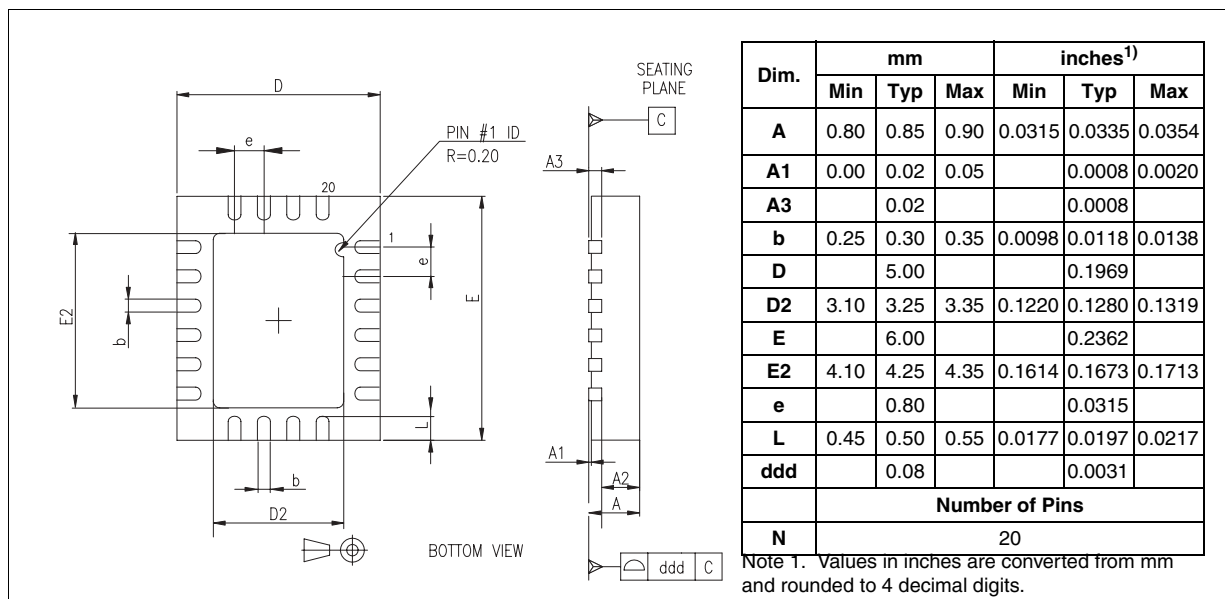 D
e
PIN #1 ID
R=0.20
20
1
e
E2
b
E
L
b
D2
BOTTOM VIEW
SEATING
PLANE
C
A3
A1
A2
A
ddd C
Dim. mm inches1)
Min Typ Max Min Typ Max
A 0.80 0.85 0.90 0.0315 0.0335 0.0354
A1 0.00 0.02 0.05 0.0008 0.0020
A3 0.02 0.0008
b 0.25 0.30 0.35 0.0098 0.0118 0.0138
D 5.00 0.1969
D2 3.10 3.25 3.35 0.1220 0.1280 0.1319
E 6.00 0.2362
E2 4.10 4.25 4.35 0.1614 0.1673 0.1713
e 0.80 0.0315
L 0.45 0.50 0.55 0.0177 0.0197 0.0217
ddd 0.08 0.0031
Number of Pins
N 20
Note 1. Values in inches are converted from mm
and rounded to 4 decimal digits.